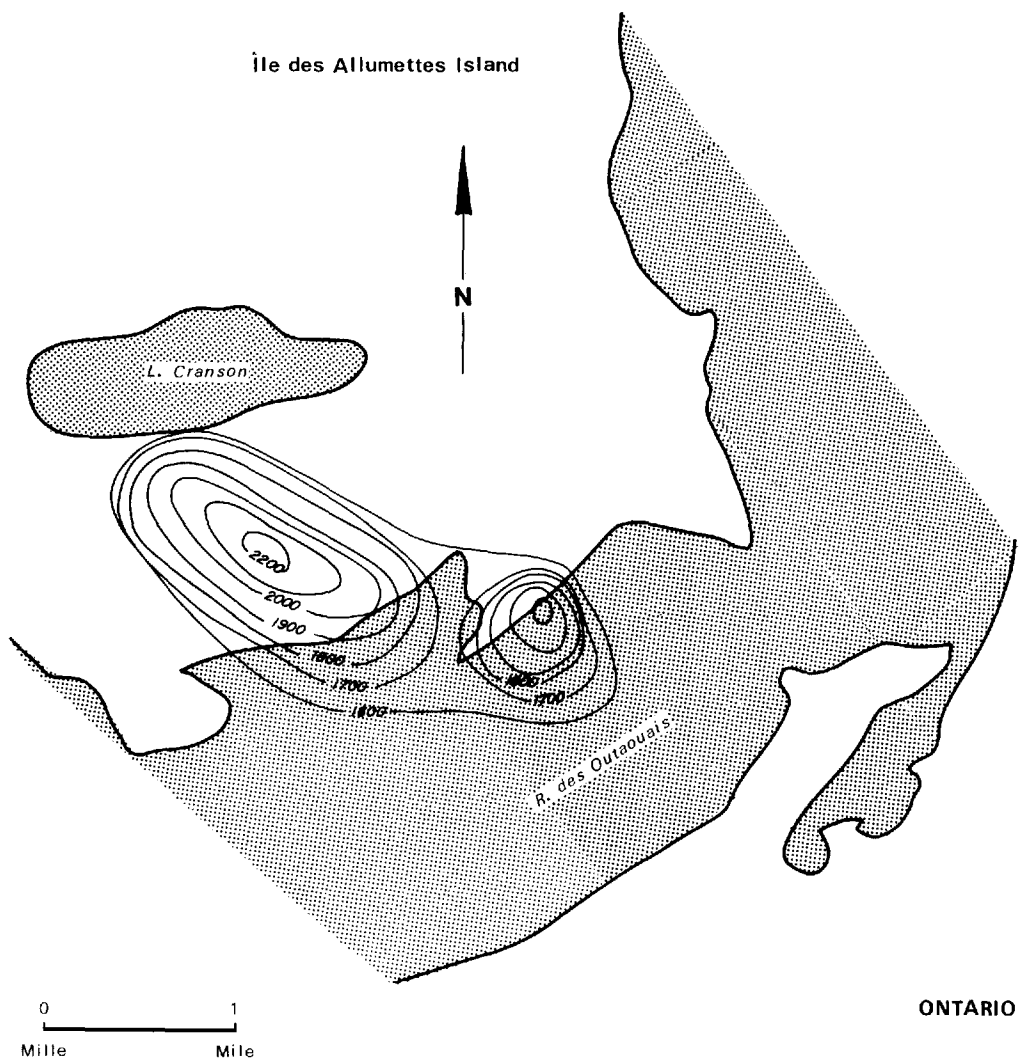 Île des Allumettes Island
N
L. Cranson
2200
2000
1900
1800
1700
1600
1800
1700
R. des Outaouais
0 1
Mille Mile
ONTARIO